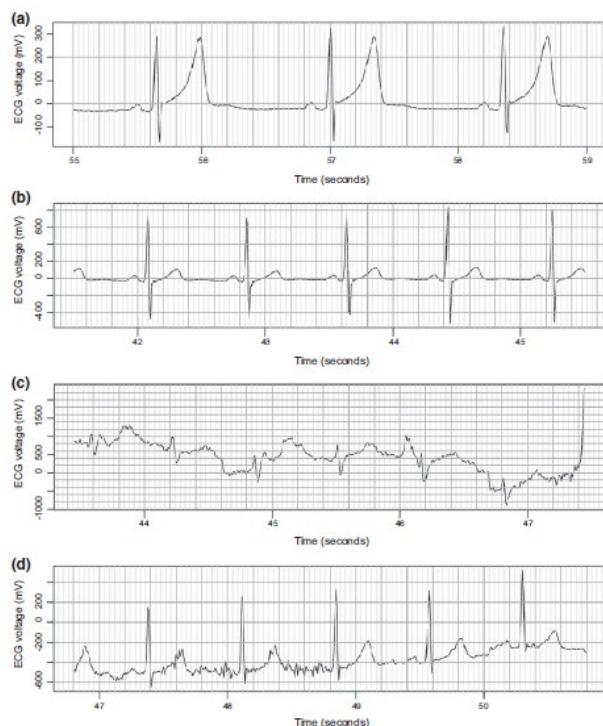 (a)
ECG voltage (mV)
300
200
100
0
-100
55
56
57
58
59
Time (seconds)
(b)
ECG voltage (mV)
600
0
-400
42
43
44
45
Time (seconds)
(c)
ECG voltage (mV)
1500
500
0
-1000
44
45
46
47
Time (seconds)
(d)
ECG voltage (mV)
200
-200
-600
47
48
49
50
Time (seconds)